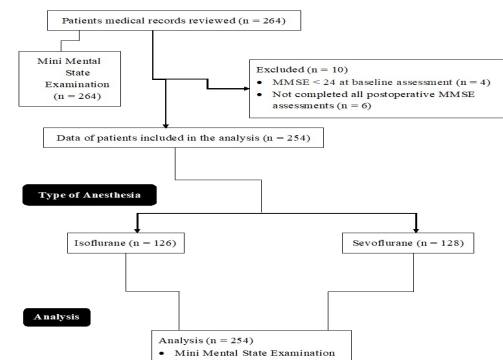 Patients medical records reviewed (n = 264)
Mini Mental
State
Examination
(n = 264)
Excluded (n = 10)
• MMSE < 24 at baseline assessment (n = 4)
• Not completed all postoperative MMSE
assessments (n = 6)
Data of patients included in the analysis (n = 254)
Type of Anesthesia
Isoflurane (n = 126)
Sevoflurane (n = 128)
Analysis
Analysis (n = 254)
• Mini Mental State Examination